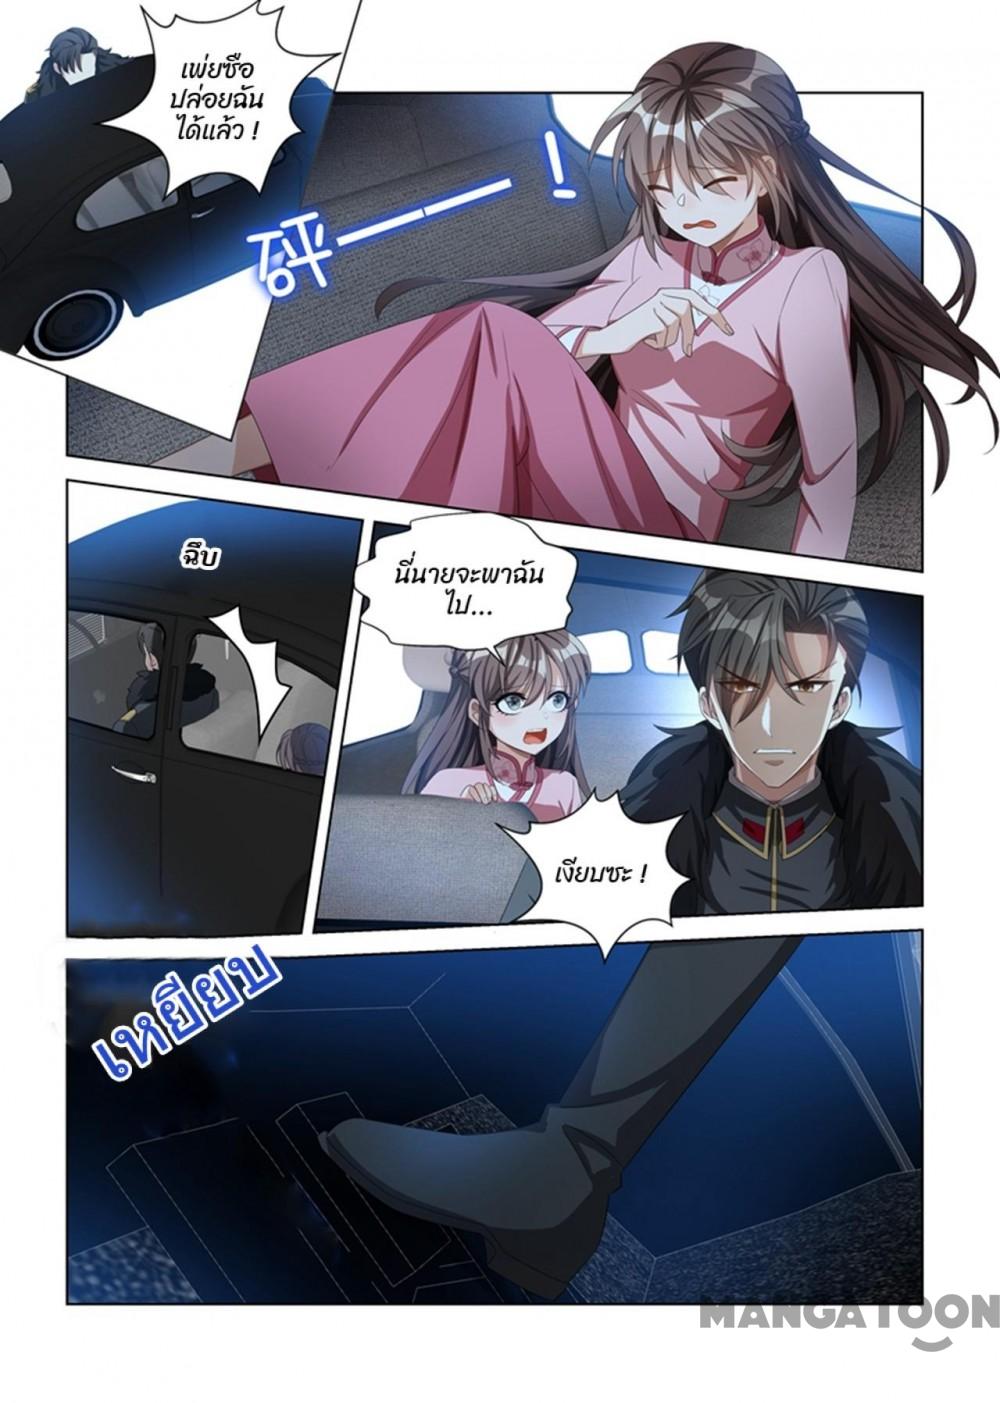 เพ่ยซือ
ปล่อยฉัน
ได้แล้ว !
砰——！
ฉึบ
นี่นายจะพาฉัน
ไป...
เงียบซะ !
เหยียบ
MANGATOON